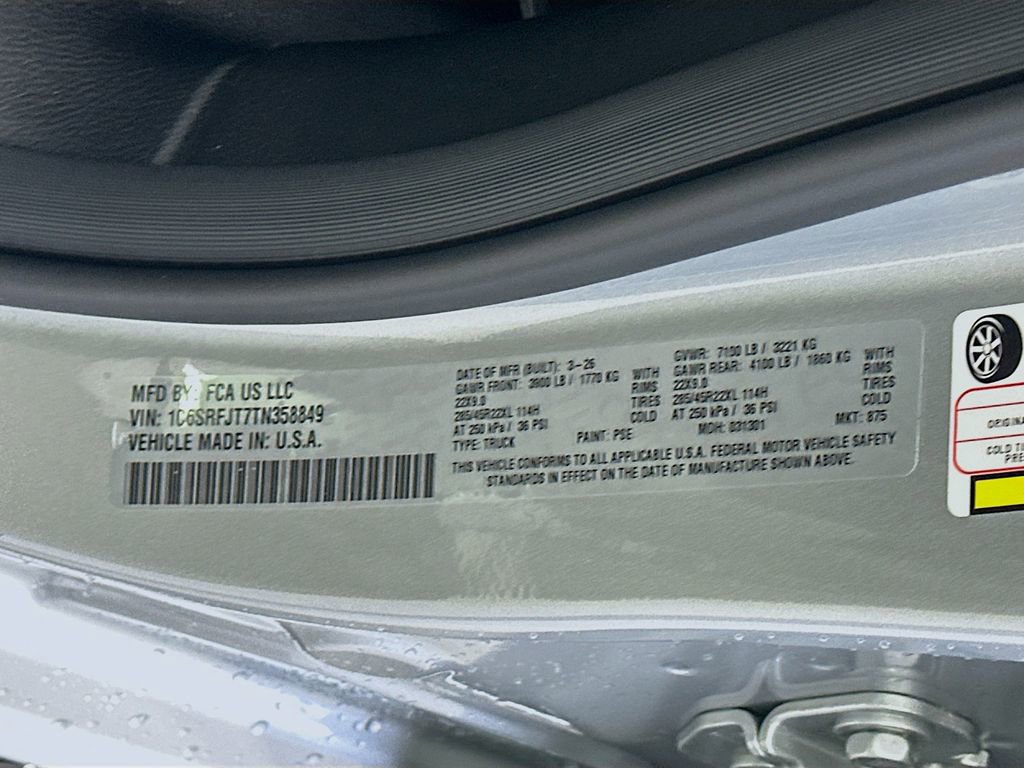 MFD BY: FCA US LLC
VIN: 1C6SRFJT7TN358849
VEHICLE MADE IN: U.S.A.
DATE OF MFR (BUILT): 3-26
GAWR FRONT: 3900 LB / 1770 KG WITH
22X9.0 RIMS
285/45R22XL 114H TIRES
AT 250 kPa / 36 PSI COLD
TYPE: TRUCK PAINT: PSE
GVWR: 7100 LB / 3221 KG
GAWR REAR: 4100 LB / 1860 KG WITH
22X9.0 RIMS
285/45R22XL 114H TIRES
AT 250 kPa / 36 PSI COLD
MDH: 031301 MKT: 875
THIS VEHICLE CONFORMS TO ALL APPLICABLE U.S.A. FEDERAL MOTOR VEHICLE SAFETY
STANDARDS IN EFFECT ON THE DATE OF MANUFACTURE SHOWN ABOVE.
COLD